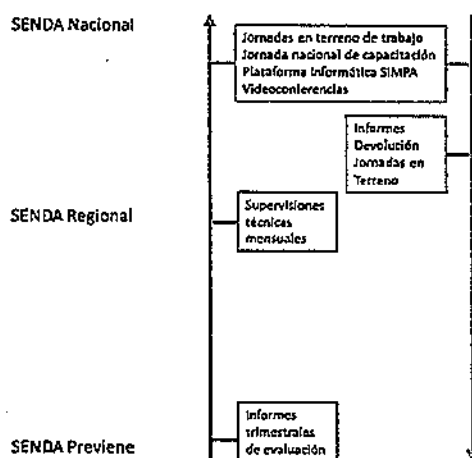 SENDA Nacional
Jornadas en terreno de trabajo
Jornada nacional de capacitación
Plataforma Informática SIMPA
Videoconferencias
Informes
Devolución
Jornadas en
Terreno
SENDA Regional
Supervisiones
técnicas
mensuales
SENDA Previene
Informes
trimestrales
de evaluación